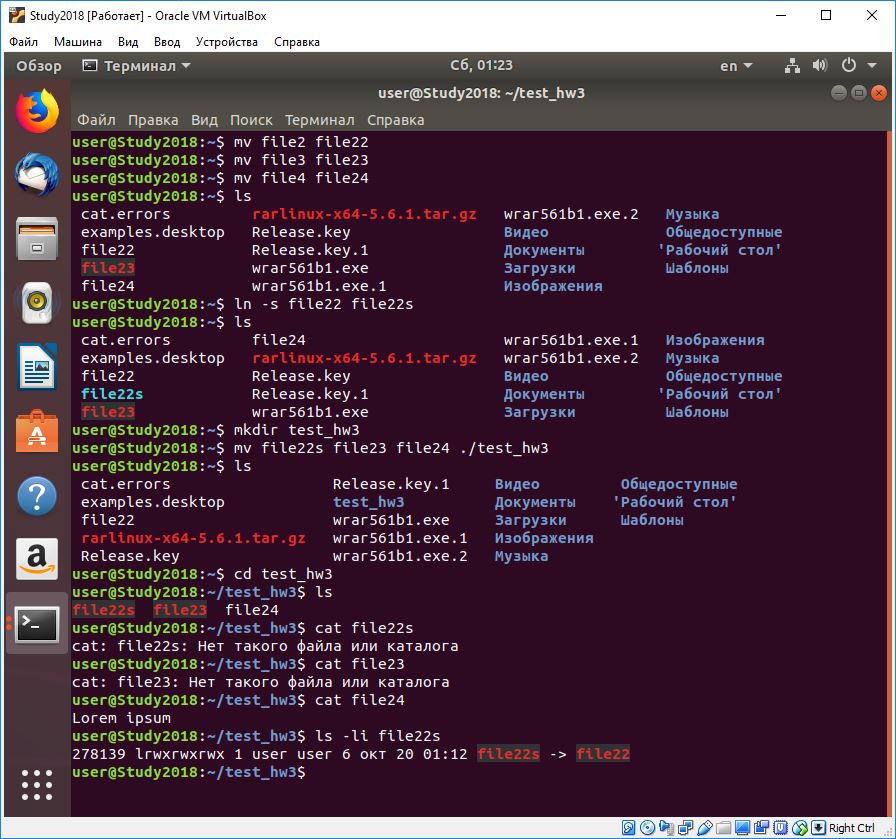 Study2018 [Работает] - Oracle VM VirtualBox
Файл Машина Вид Ввод Устройства Справка
Обзор Терминал Сб, 01:23 en
user@Study2018: ~/test_hw3
Файл Правка Вид Поиск Терминал Справка
user@Study2018:~$ mv file2 file22
user@Study2018:~$ mv file3 file23
user@Study2018:~$ mv file4 file24
user@Study2018:~$ ls
cat.errors rarlinux-x64-5.6.1.tar.gz wrar561b1.exe.2 Музыка
examples.desktop Release.key Видео Общедоступные
file22 Release.key.1 Документы 'Рабочий стол'
file23 wrar561b1.exe Загрузки Шаблоны
file24 wrar561b1.exe.1 Изображения
user@Study2018:~$ ln -s file22 file22s
user@Study2018:~$ ls
cat.errors file24 wrar561b1.exe.1 Изображения
examples.desktop rarlinux-x64-5.6.1.tar.gz wrar561b1.exe.2 Музыка
file22 Release.key Видео Общедоступные
file22s Release.key.1 Документы 'Рабочий стол'
file23 wrar561b1.exe Загрузки Шаблоны
user@Study2018:~$ mkdir test_hw3
user@Study2018:~$ mv file22s file23 file24 ./test_hw3
user@Study2018:~$ ls
cat.errors Release.key.1 Видео Общедоступные
examples.desktop test_hw3 Документы 'Рабочий стол'
file22 wrar561b1.exe Загрузки Шаблоны
rarlinux-x64-5.6.1.tar.gz wrar561b1.exe.1 Изображения
Release.key wrar561b1.exe.2 Музыка
user@Study2018:~$ cd test_hw3
user@Study2018:~/test_hw3$ ls
file22s file23 file24
user@Study2018:~/test_hw3$ cat file22s
cat: file22s: Нет такого файла или каталога
user@Study2018:~/test_hw3$ cat file23
cat: file23: Нет такого файла или каталога
user@Study2018:~/test_hw3$ cat file24
Lorem ipsum
user@Study2018:~/test_hw3$ ls -li file22s
278139 lrwxrwxrwx 1 user user 6 окт 20 01:12 file22s -> file22
user@Study2018:~/test_hw3$
Right Ctrl